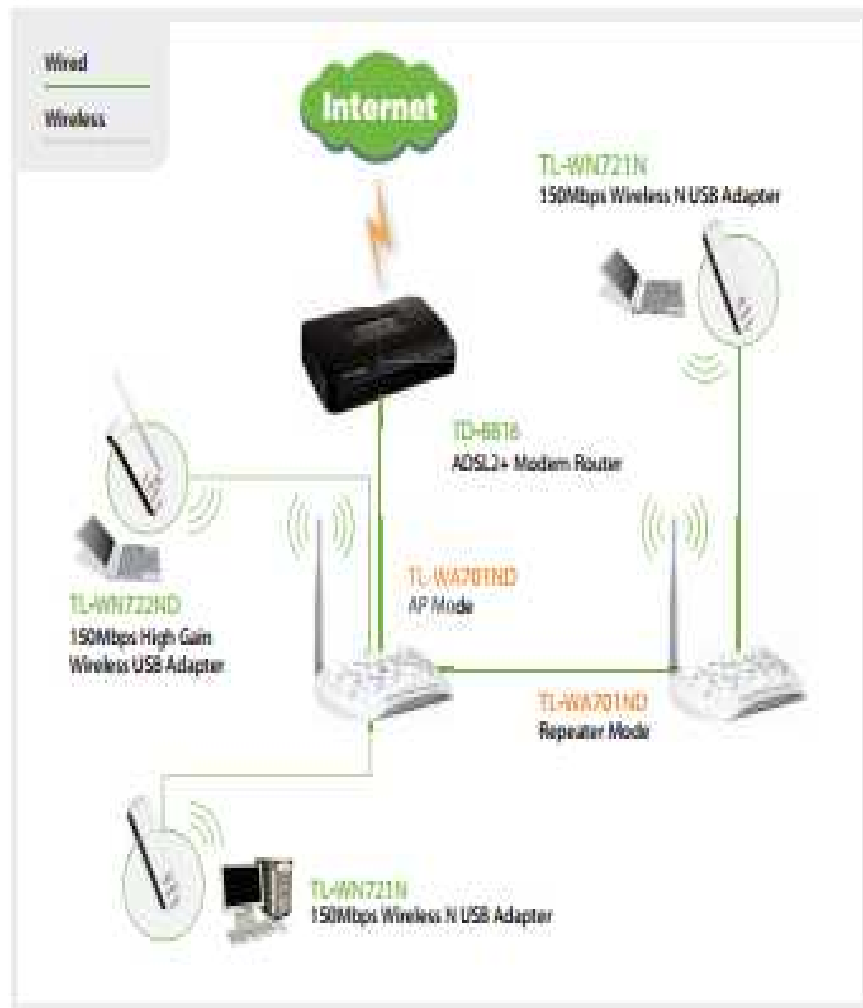 Wired
Wireless
Internet
TL-WN721N
150Mbps Wireless N USB Adapter
TD-8816
ADSL2+ Modem Router
TL-WN722ND
150Mbps High Gain
Wireless USB Adapter
TL-WA701ND
AP Mode
TL-WA701ND
Repeater Mode
TL-WN721N
150Mbps Wireless N USB Adapter